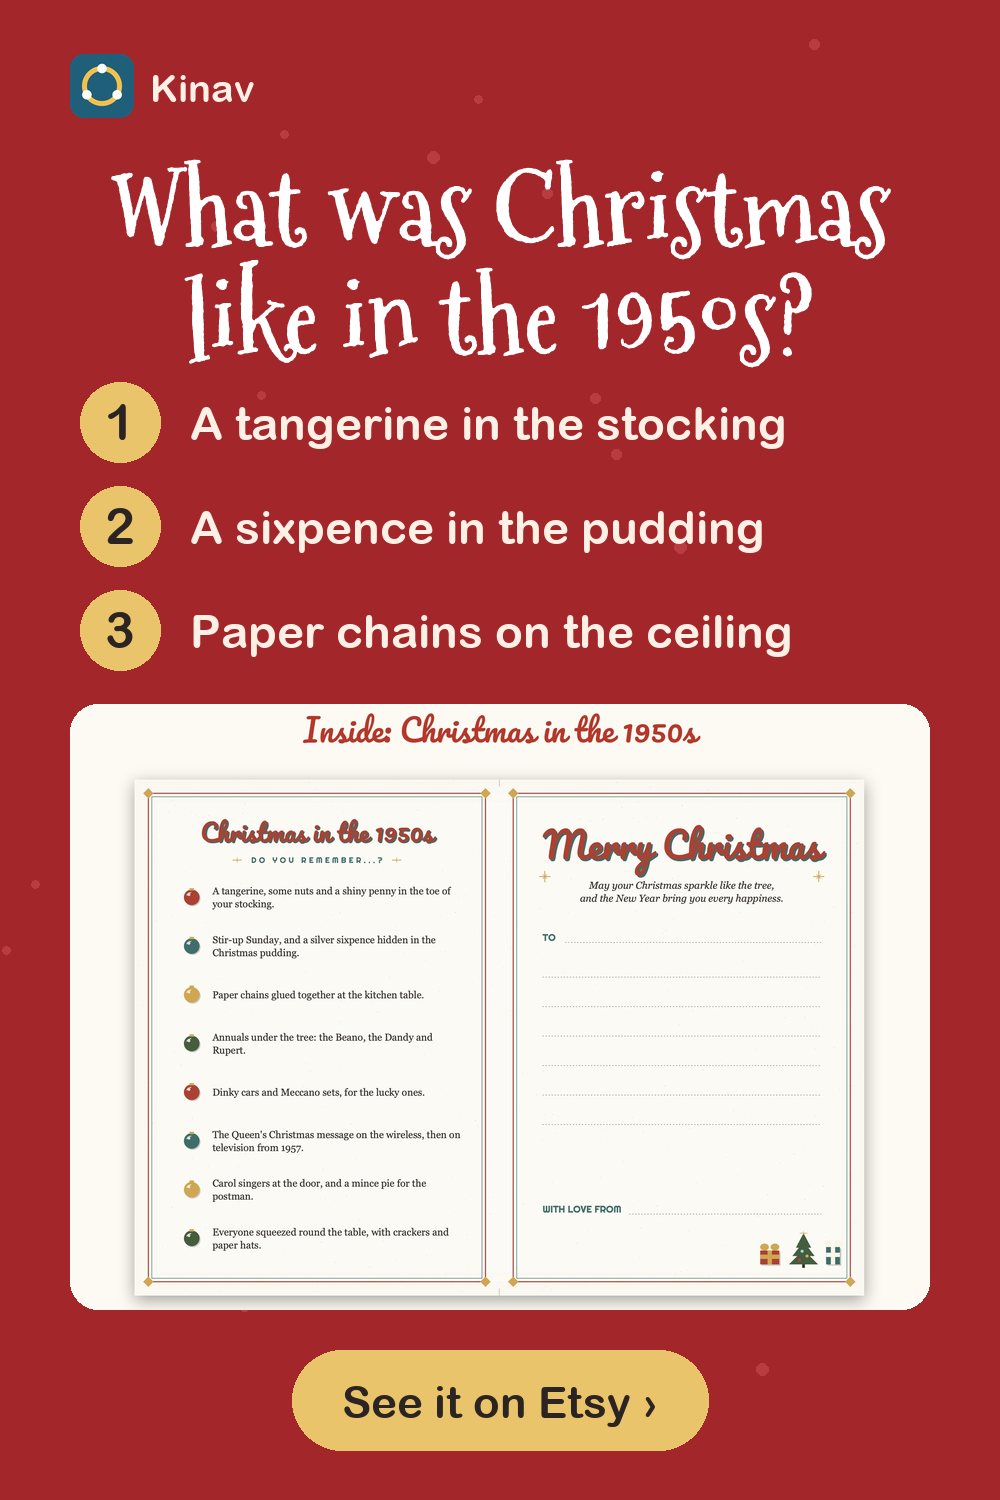 Kinav
What was Christmas
like in the 1950s?
1 A tangerine in the stocking
2 A sixpence in the pudding
3 Paper chains on the ceiling
Inside: Christmas in the 1950s
Christmas in the 1950s
DO YOU REMEMBER...?
A tangerine, some nuts and a shiny penny in the toe of
your stocking.
Stir-up Sunday, and a silver sixpence hidden in the
Christmas pudding.
Paper chains glued together at the kitchen table.
Annuals under the tree: the Beano, the Dandy and
Rupert.
Dinky cars and Meccano sets, for the lucky ones.
The Queen's Christmas message on the wireless, then on
television from 1957.
Carol singers at the door, and a mince pie for the
postman.
Everyone squeezed round the table, with crackers and
paper hats.
Merry Christmas
May your Christmas sparkle like the tree,
and the New Year bring you every happiness.
TO
WITH LOVE FROM
See it on Etsy ›